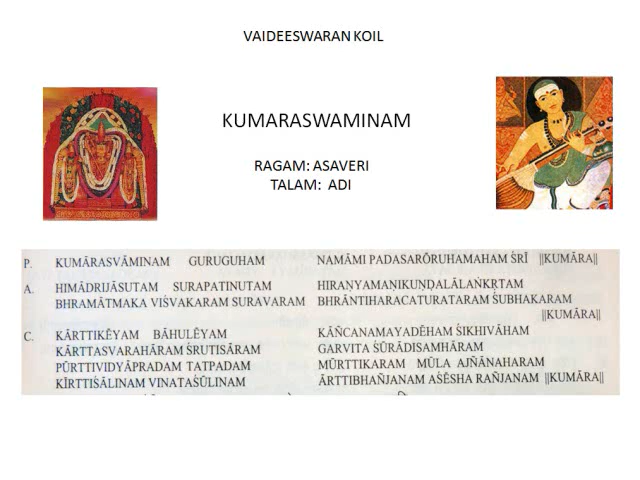 VAIDEESWARAN KOIL
KUMARASWAMINAM
RAGAM: ASAVERI
TALAM: ADI
P. KUMĀRASVĀMINAM GURUGUHAM NAMĀMI PADASARŌRUHAMAHAM ŚRĪ ||KUMĀRA||
A. HIMĀDRIJĀSUTAM SURAPATINUTAM HIRAṆYAMAṆIKUṆḌALĀLAṄKṚTAM
BHRAMĀTMAKA VIŚVAKARAM SURAVARAM BHRĀNTIHARACATURATARAM ŚUBHAKARAM
||KUMĀRA||
C. KĀRTTIKĒYAM BĀHULĒYAM KĀÑCANAMAYADĒHAM ŚIKHIVĀHAM
KĀRTTASVARAHĀRAM ŚRUTISĀRAM GARVITA ŚŪRĀDISAMHĀRAM
PŪRTTIVIDYĀPRADAM TATPADAM MŪRTTIKARAM MŪLA AJÑĀNAHARAM
KĪRTTIŚĀLINAM VINATAŚŪLINAM ĀRTTIBHAÑJANAM AŚĒSHA RAÑJANAM ||KUMĀRA||